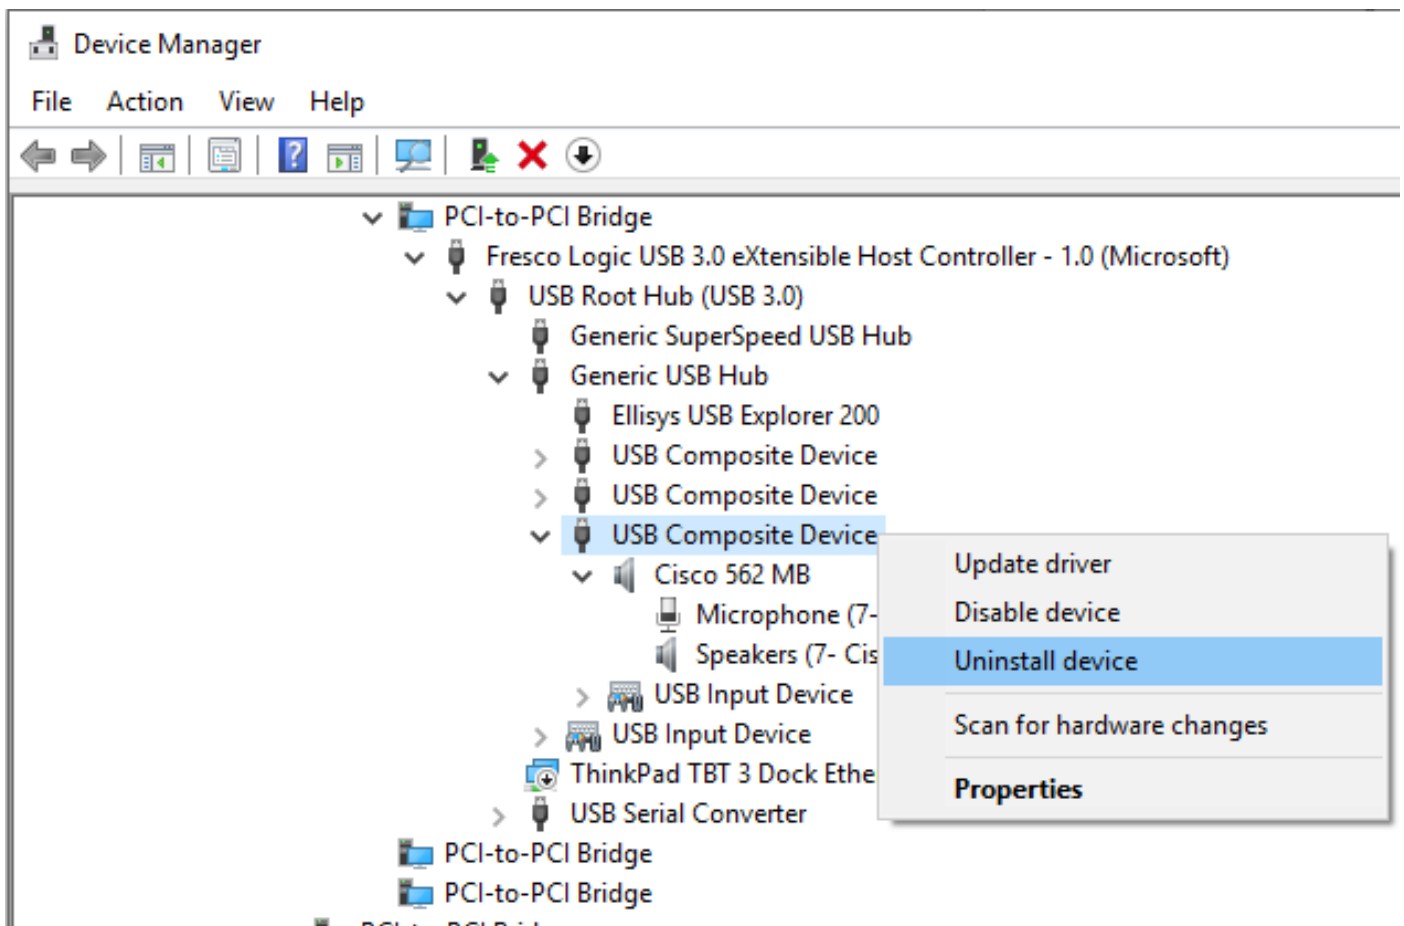 Device Manager
File Action View Help
PCI-to-PCI Bridge
Fresco Logic USB 3.0 eXtensible Host Controller - 1.0 (Microsoft)
USB Root Hub (USB 3.0)
Generic SuperSpeed USB Hub
Generic USB Hub
Ellisys USB Explorer 200
USB Composite Device
USB Composite Device
USB Composite Device
Cisco 562 MB
Microphone (7-
Speakers (7- Cis
USB Input Device
USB Input Device
ThinkPad TBT 3 Dock Ethe
USB Serial Converter
PCI-to-PCI Bridge
PCI-to-PCI Bridge
Update driver
Disable device
Uninstall device
Scan for hardware changes
Properties